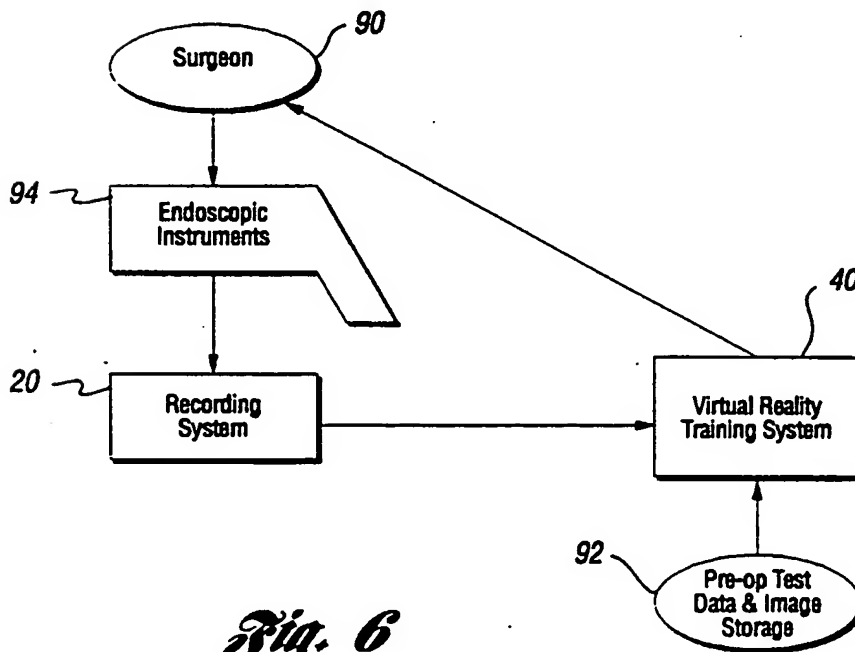 90
Surgeon
94
Endoscopic
Instruments
40
20
Recording
System
Virtual Reality
Training System
92
Pre-op Test
Data & Image
Storage
Fig. 6